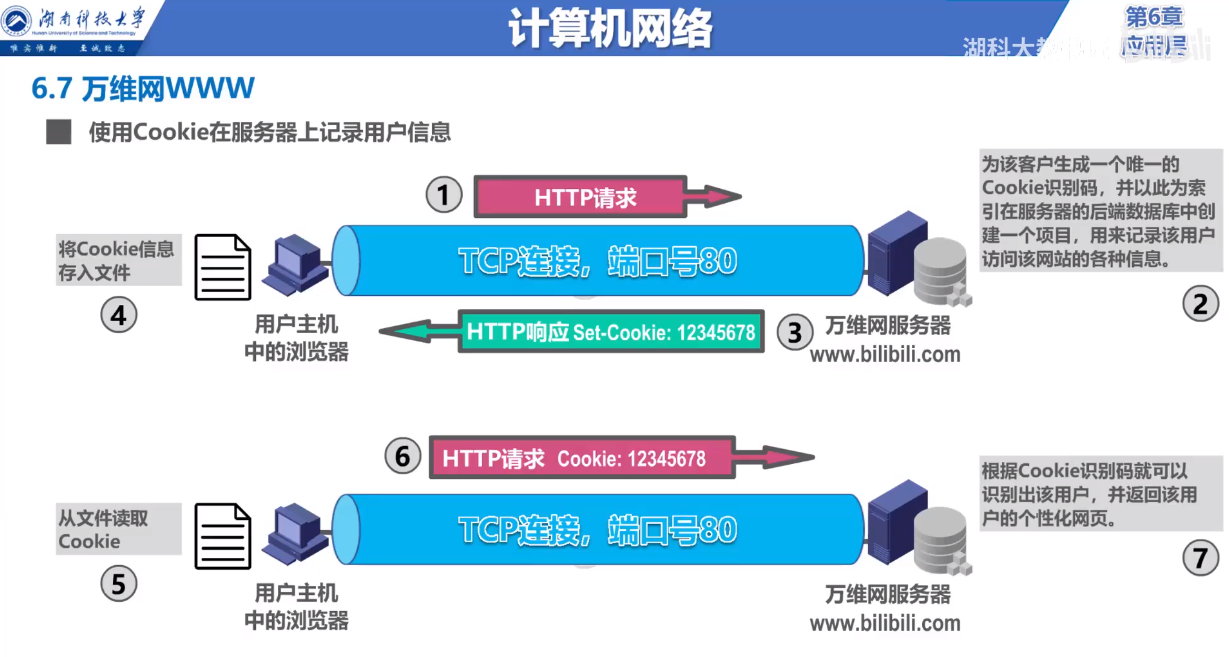 湖南科技大学
Hunan University of Science and Technology
唯实惟新 至诚致志
计算机网络
第6章
应用层
湖科大教
6.7 万维网WWW
使用Cookie在服务器上记录用户信息
1
HTTP请求
为该客户生成一个唯一的
Cookie识别码，并以此为索
引在服务器的后端数据库中创
建一个项目，用来记录该用户
访问该网站的各种信息。
2
将Cookie信息
存入文件
4
TCP连接，端口号80
用户主机
中的浏览器
HTTP响应 Set-Cookie: 12345678
3
万维网服务器
www.bilibili.com
6
HTTP请求 Cookie: 12345678
从文件读取
Cookie
5
TCP连接，端口号80
根据Cookie识别码就可以
识别出该用户，并返回该用
户的个性化网页。
7
用户主机
中的浏览器
万维网服务器
www.bilibili.com